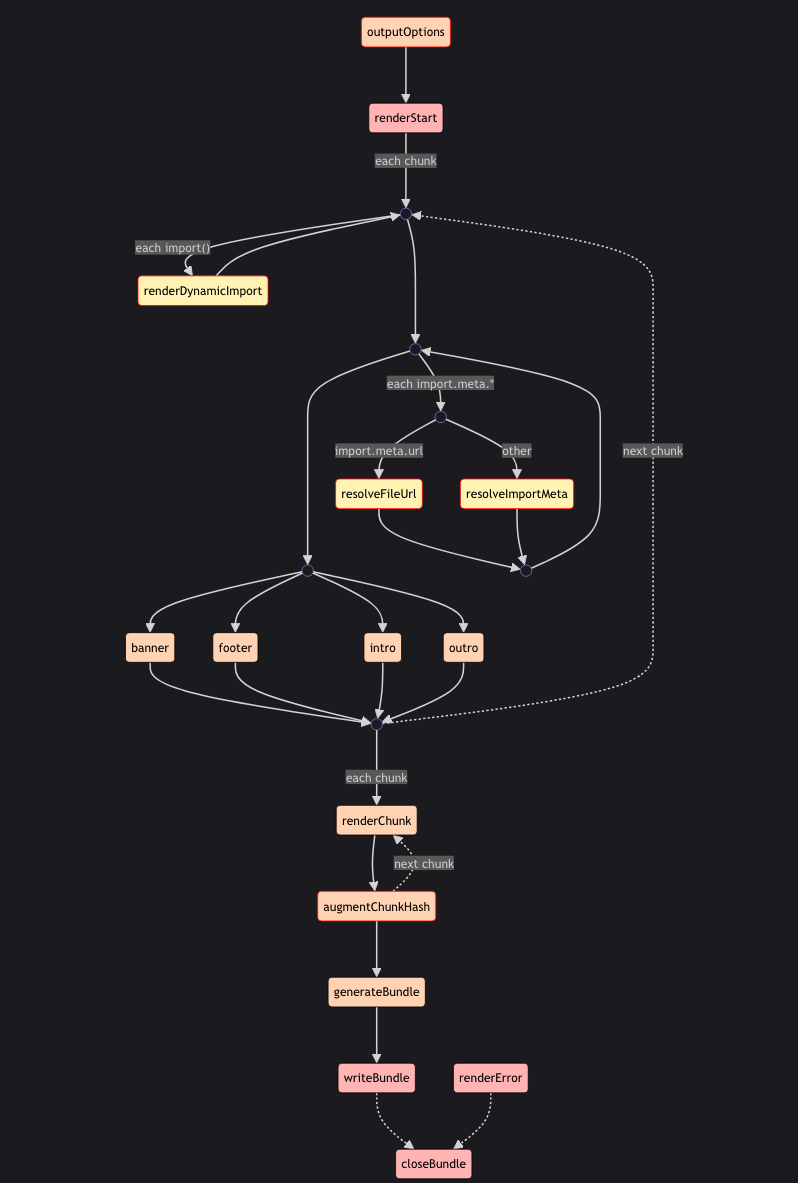 outputOptions
renderStart
each chunk
each import()
renderDynamicImport
each import.meta.*
import.meta.url
other
next chunk
resolveFileUrl
resolveImportMeta
banner
footer
intro
outro
each chunk
renderChunk
next chunk
augmentChunkHash
generateBundle
writeBundle
renderError
closeBundle